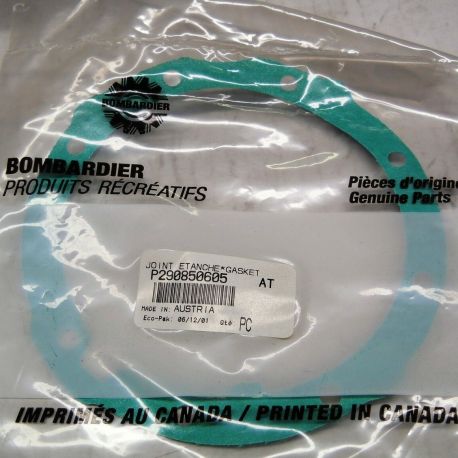 BOMBARDIER
BOMBARDIER
PRODUITS RÉCRÉATIFS
Pièces d'origine
Genuine Parts
JOINT ETANCHE*GASKET
P290850605 AT
MADE IN: AUSTRIA
Eco-Pak: 06/12/01 Qté: PC
BOMBARDIER
IMPRIMÉS AU CANADA / PRINTED IN CANADA